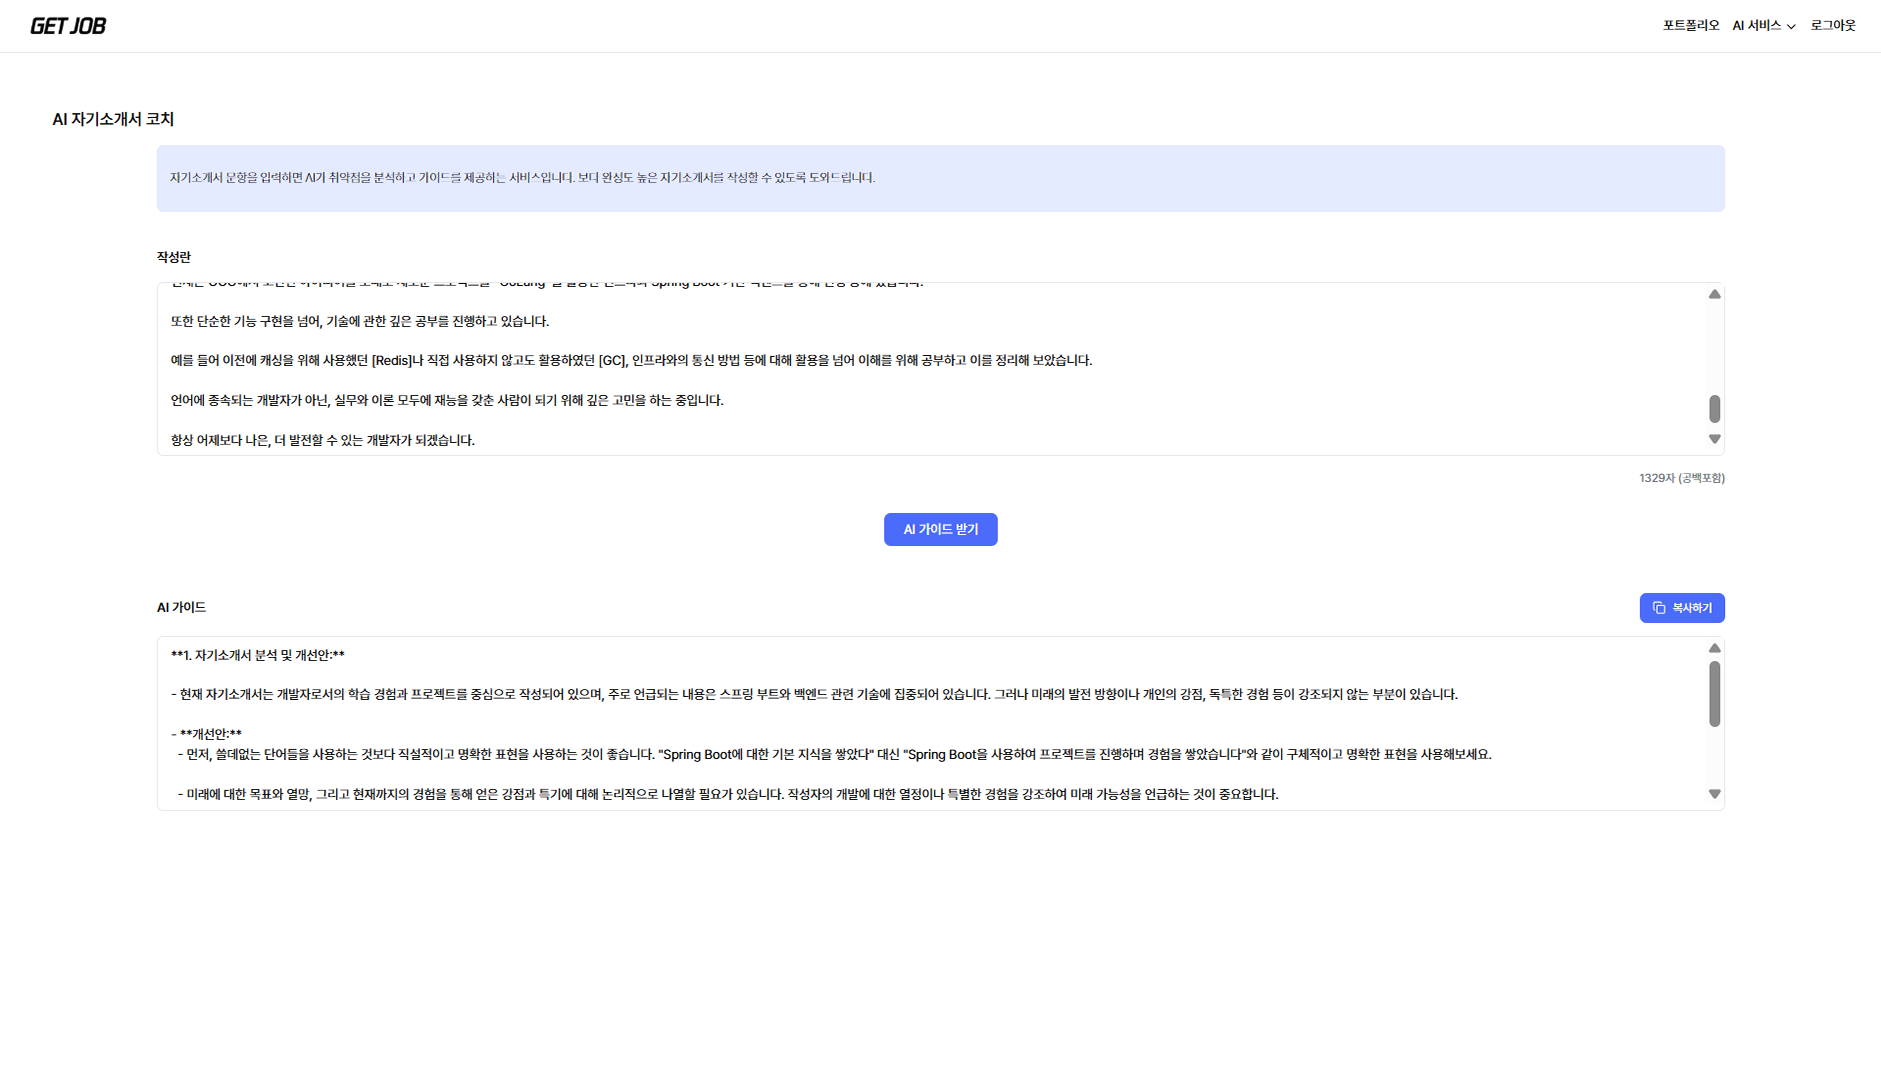 GET JOB
포트폴리오 AI 서비스 로그아웃
AI 자기소개서 코치
자기소개서 문항을 입력하면 AI가 취약점을 분석하고 가이드를 제공하는 서비스입니다. 보다 완성도 높은 자기소개서를 작성할 수 있도록 도와드립니다.
작성란
또한 단순한 기능 구현을 넘어, 기술에 관한 깊은 공부를 진행하고 있습니다.
예를 들어 이전에 캐싱을 위해 사용했던 [Redis]나 직접 사용하지 않고도 활용하였던 [GC], 인프라와의 통신 방법 등에 대해 활용을 넘어 이해를 위해 공부하고 이를 정리해 보았습니다.
언어에 종속되는 개발자가 아닌, 실무와 이론 모두에 재능을 갖춘 사람이 되기 위해 깊은 고민을 하는 중입니다.
항상 어제보다 나은, 더 발전할 수 있는 개발자가 되겠습니다.
1329자 (공백포함)
AI 가이드 받기
AI 가이드
복사하기
**1. 자기소개서 분석 및 개선안:**
- 현재 자기소개서는 개발자로서의 학습 경험과 프로젝트를 중심으로 작성되어 있으며, 주로 언급되는 내용은 스프링 부트와 백엔드 관련 기술에 집중되어 있습니다. 그러나 미래의 발전 방향이나 개인의 강점, 독특한 경험 등이 강조되지 않는 부분이 있습니다.
- **개선안:**
- 먼저, 쓸데없는 단어들을 사용하는 것보다 직설적이고 명확한 표현을 사용하는 것이 좋습니다. "Spring Boot에 대한 기본 지식을 쌓았다" 대신 "Spring Boot을 사용하여 프로젝트를 진행하며 경험을 쌓았습니다"와 같이 구체적이고 명확한 표현을 사용해보세요.
- 미래에 대한 목표와 열망, 그리고 현재까지의 경험을 통해 얻은 강점과 특기에 대해 논리적으로 나열할 필요가 있습니다. 작성자의 개발에 대한 열정이나 특별한 경험을 강조하여 미래 가능성을 언급하는 것이 중요합니다.